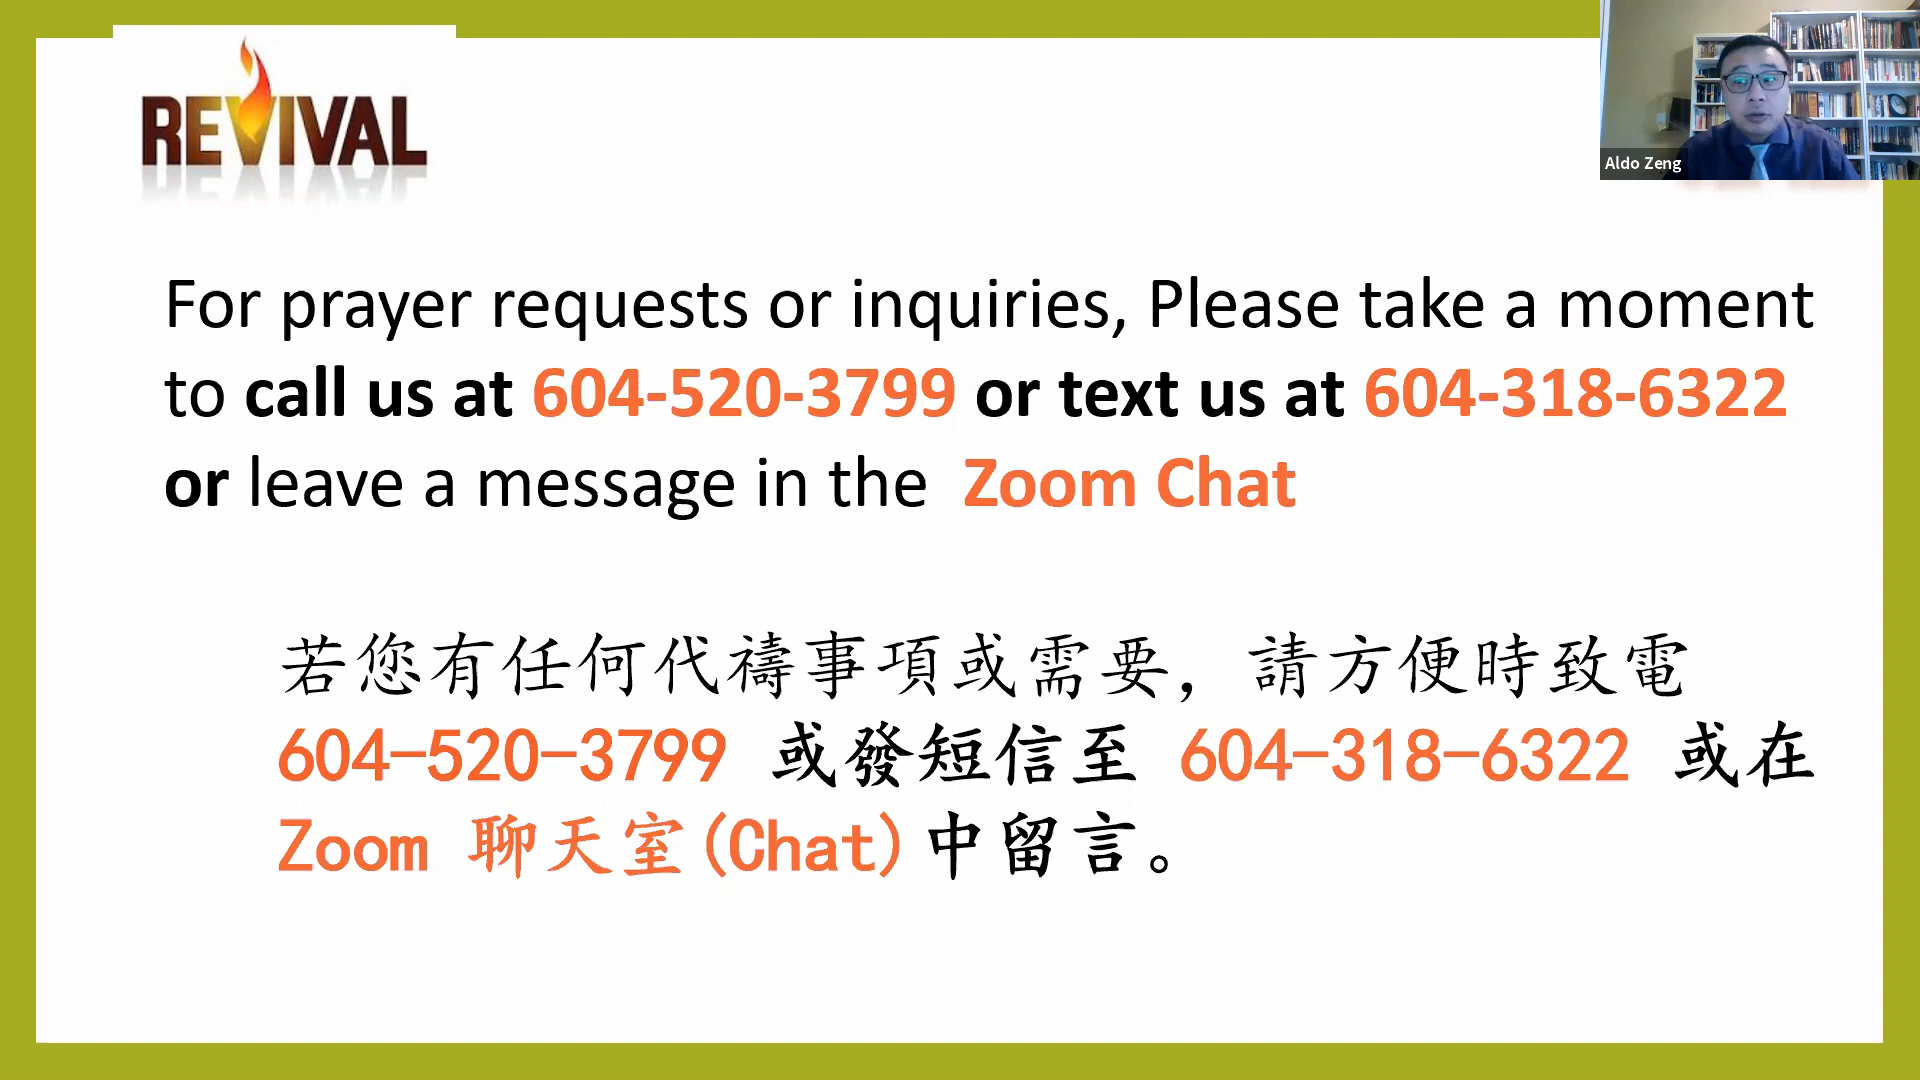 REVIVAL
Aldo Zeng
For prayer requests or inquiries, Please take a moment
to call us at 604-520-3799 or text us at 604-318-6322
or leave a message in the Zoom Chat
若您有任何代禱事項或需要，請方便時致電
604-520-3799 或發短信至 604-318-6322 或在
Zoom 聊天室(Chat)中留言。